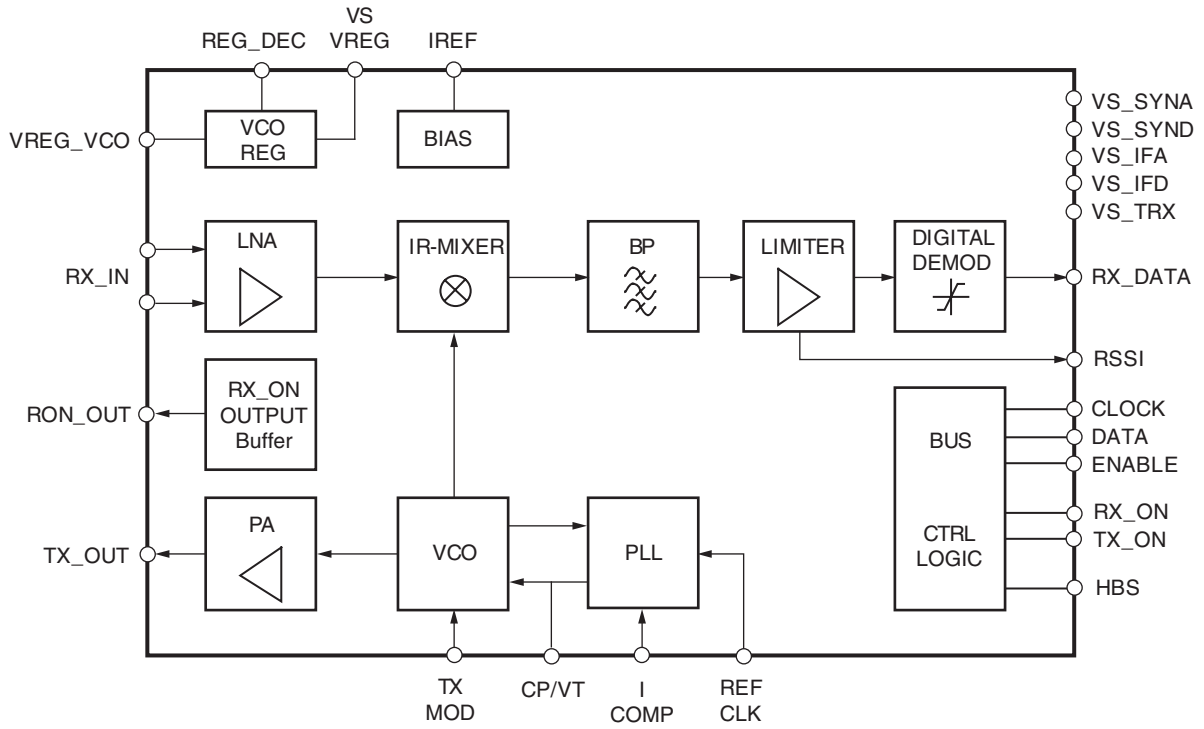 VS
REG_DEC VREG IREF
VREG_VCO
VCO
REG
BIAS
VS_SYNA
VS_SYND
VS_IFA
VS_IFD
VS_TRX
RX_IN
LNA
IR-MIXER
BP
LIMITER
DIGITAL
DEMOD
RX_DATA
RSSI
RON_OUT
RX_ON
OUTPUT
Buffer
BUS
CTRL
LOGIC
CLOCK
DATA
ENABLE
RX_ON
TX_ON
HBS
TX_OUT
PA
VCO
PLL
TX
MOD
CP/VT
I
COMP
REF
CLK